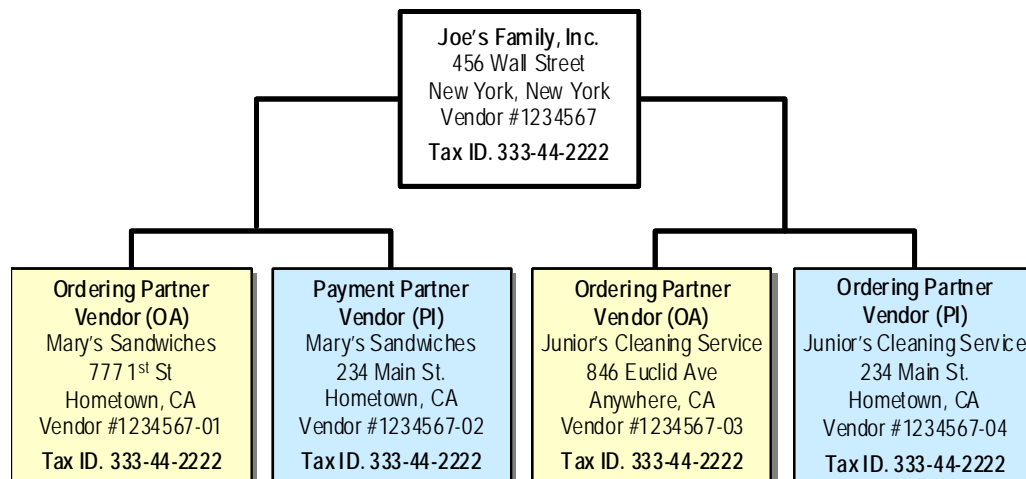 Joe's Family, Inc.
456 Wall Street
New York, New York
Vendor #1234567
Tax ID. 333-44-2222
Ordering Partner
Vendor (OA)
Mary's Sandwiches
777 1st St
Hometown, CA
Vendor #1234567-01
Tax ID. 333-44-2222
Payment Partner
Vendor (PI)
Mary's Sandwiches
234 Main St.
Hometown, CA
Vendor #1234567-02
Tax ID. 333-44-2222
Ordering Partner
Vendor (OA)
Junior's Cleaning Service
846 Euclid Ave
Anywhere, CA
Vendor #1234567-03
Tax ID. 333-44-2222
Ordering Partner
Vendor (PI)
Junior's Cleaning Service
234 Main St.
Hometown, CA
Vendor #1234567-04
Tax ID. 333-44-2222